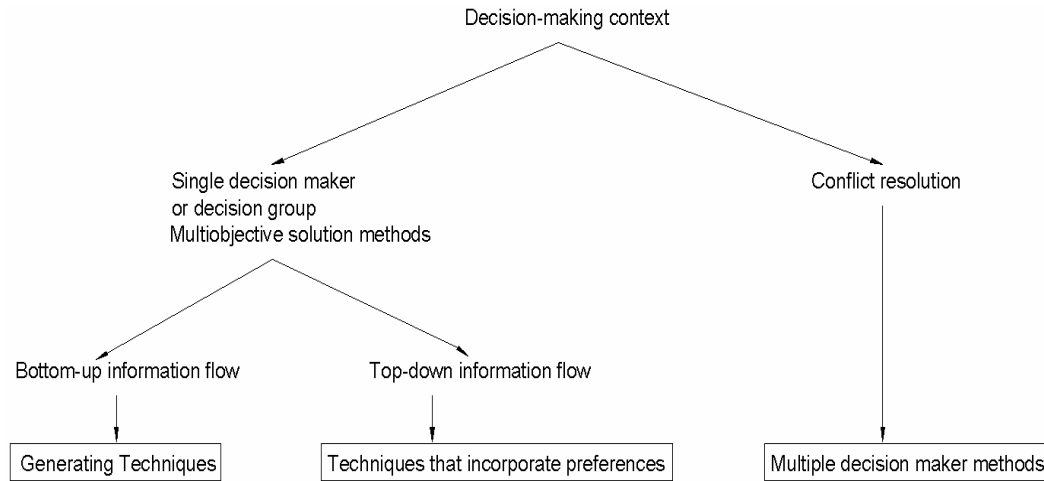 Decision-making context
Single decision maker
or decision group
Multiobjective solution methods
Conflict resolution
Bottom-up information flow
Top-down information flow
Generating Techniques
Techniques that incorporate preferences
Multiple decision maker methods